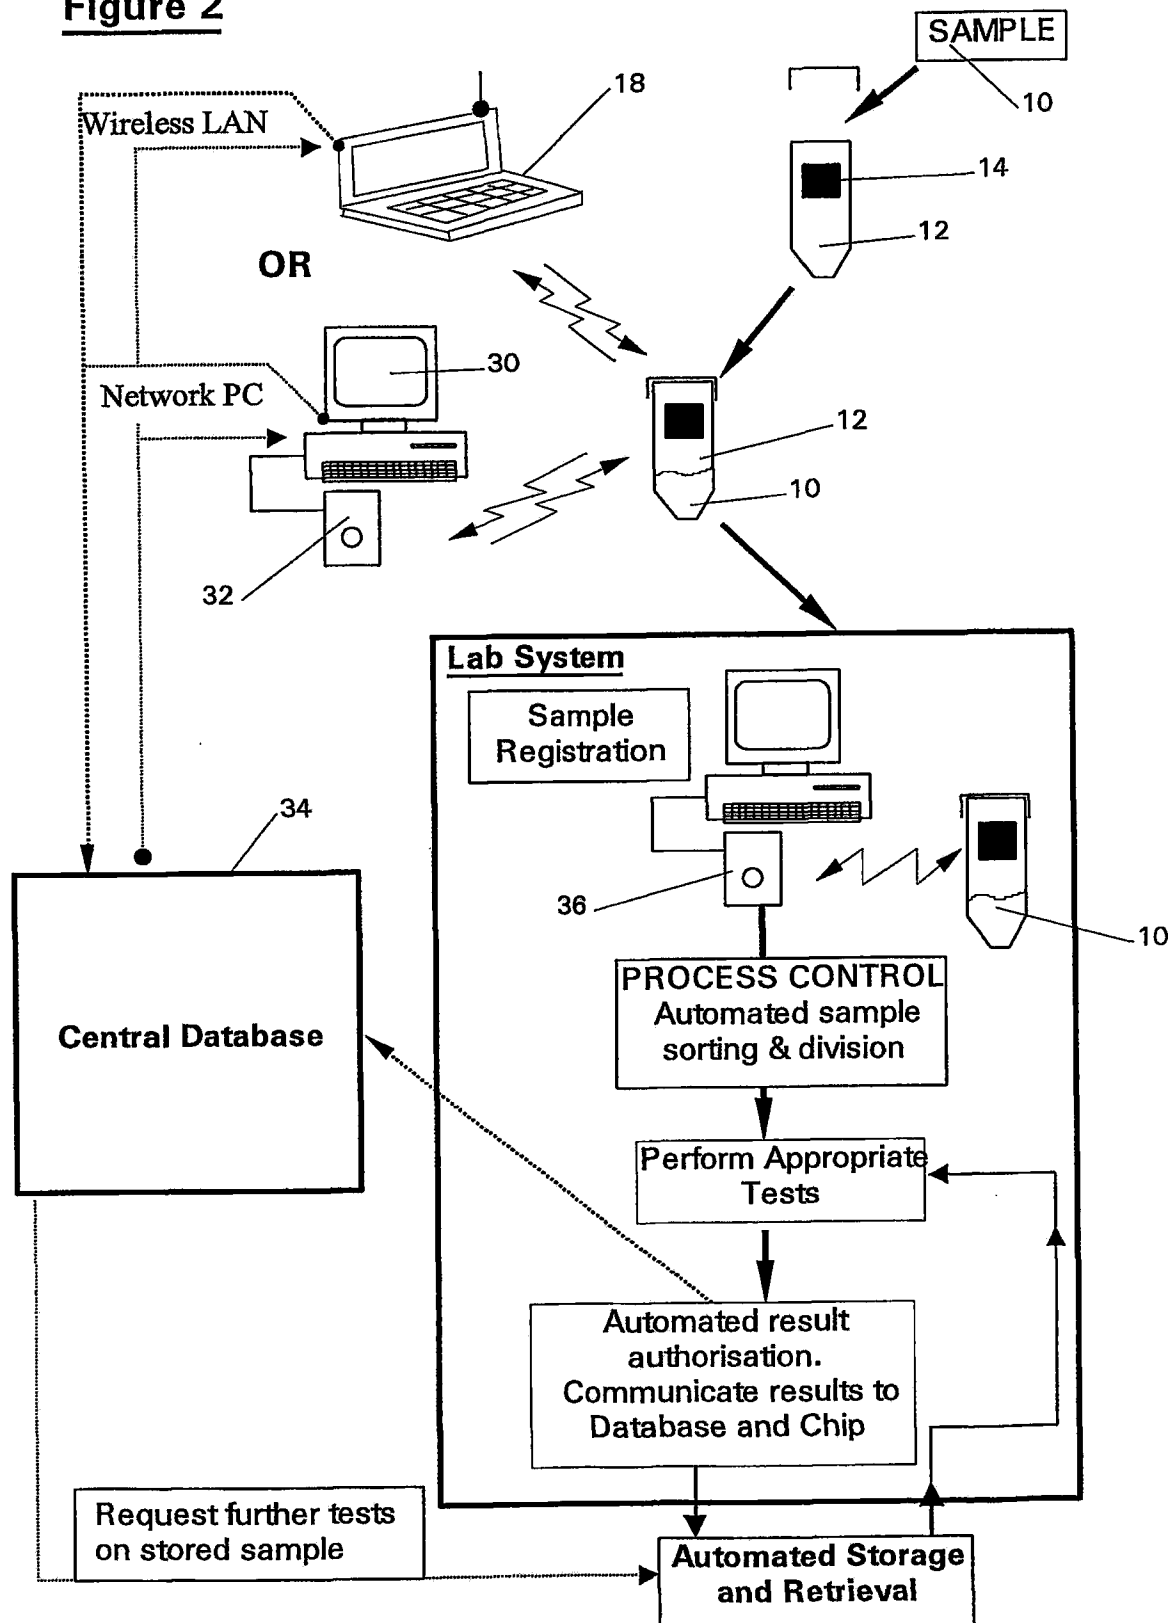 Figure 2
SAMPLE
10
18
Wireless LAN
14
12
OR
30
Network PC
12
10
32
Lab System
Sample
Registration
34
36
10
PROCESS CONTROL
Automated sample
sorting & division
Central Database
Perform Appropriate
Tests
Automated result
authorisation.
Communicate results to
Database and Chip
Request further tests
on stored sample
Automated Storage
and Retrieval